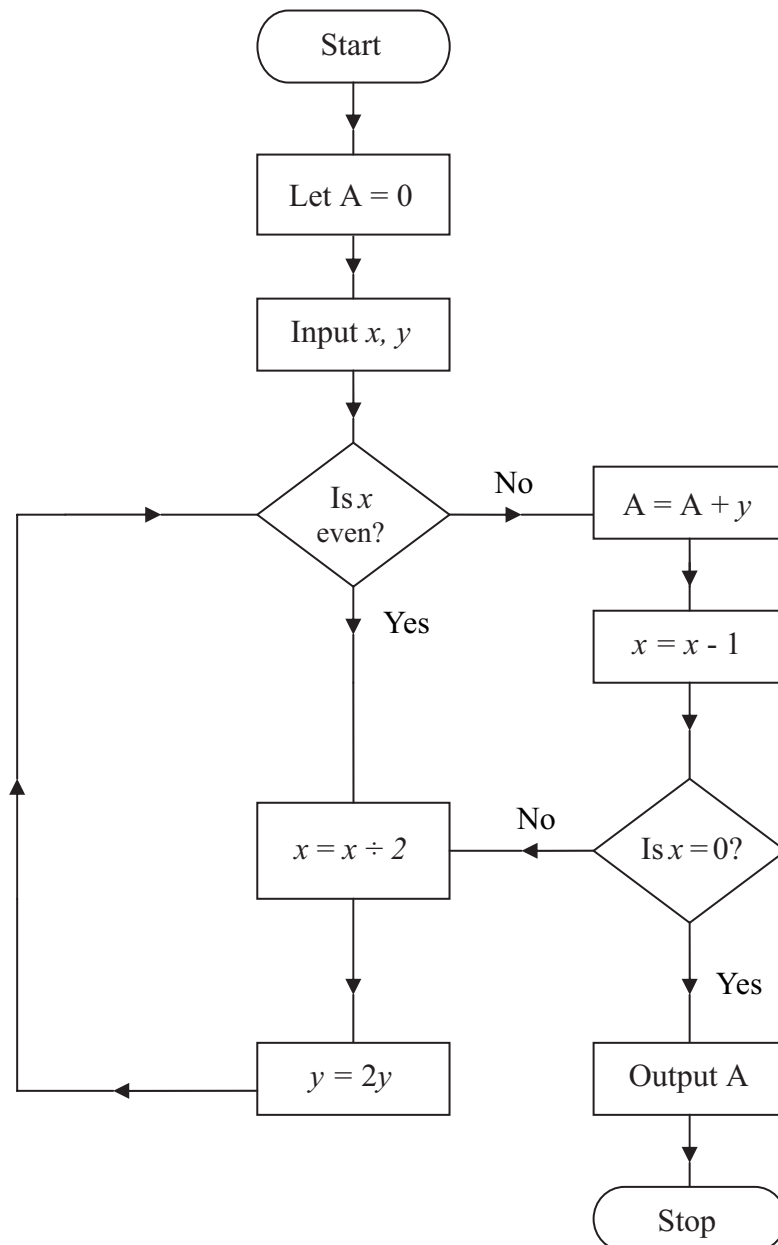 Start
Let A = 0
Input x, y
Is x
even?
No
A = A + y
Yes
x = x - 1
No
x = x ÷ 2
Is x = 0?
Yes
y = 2y
Output A
Stop